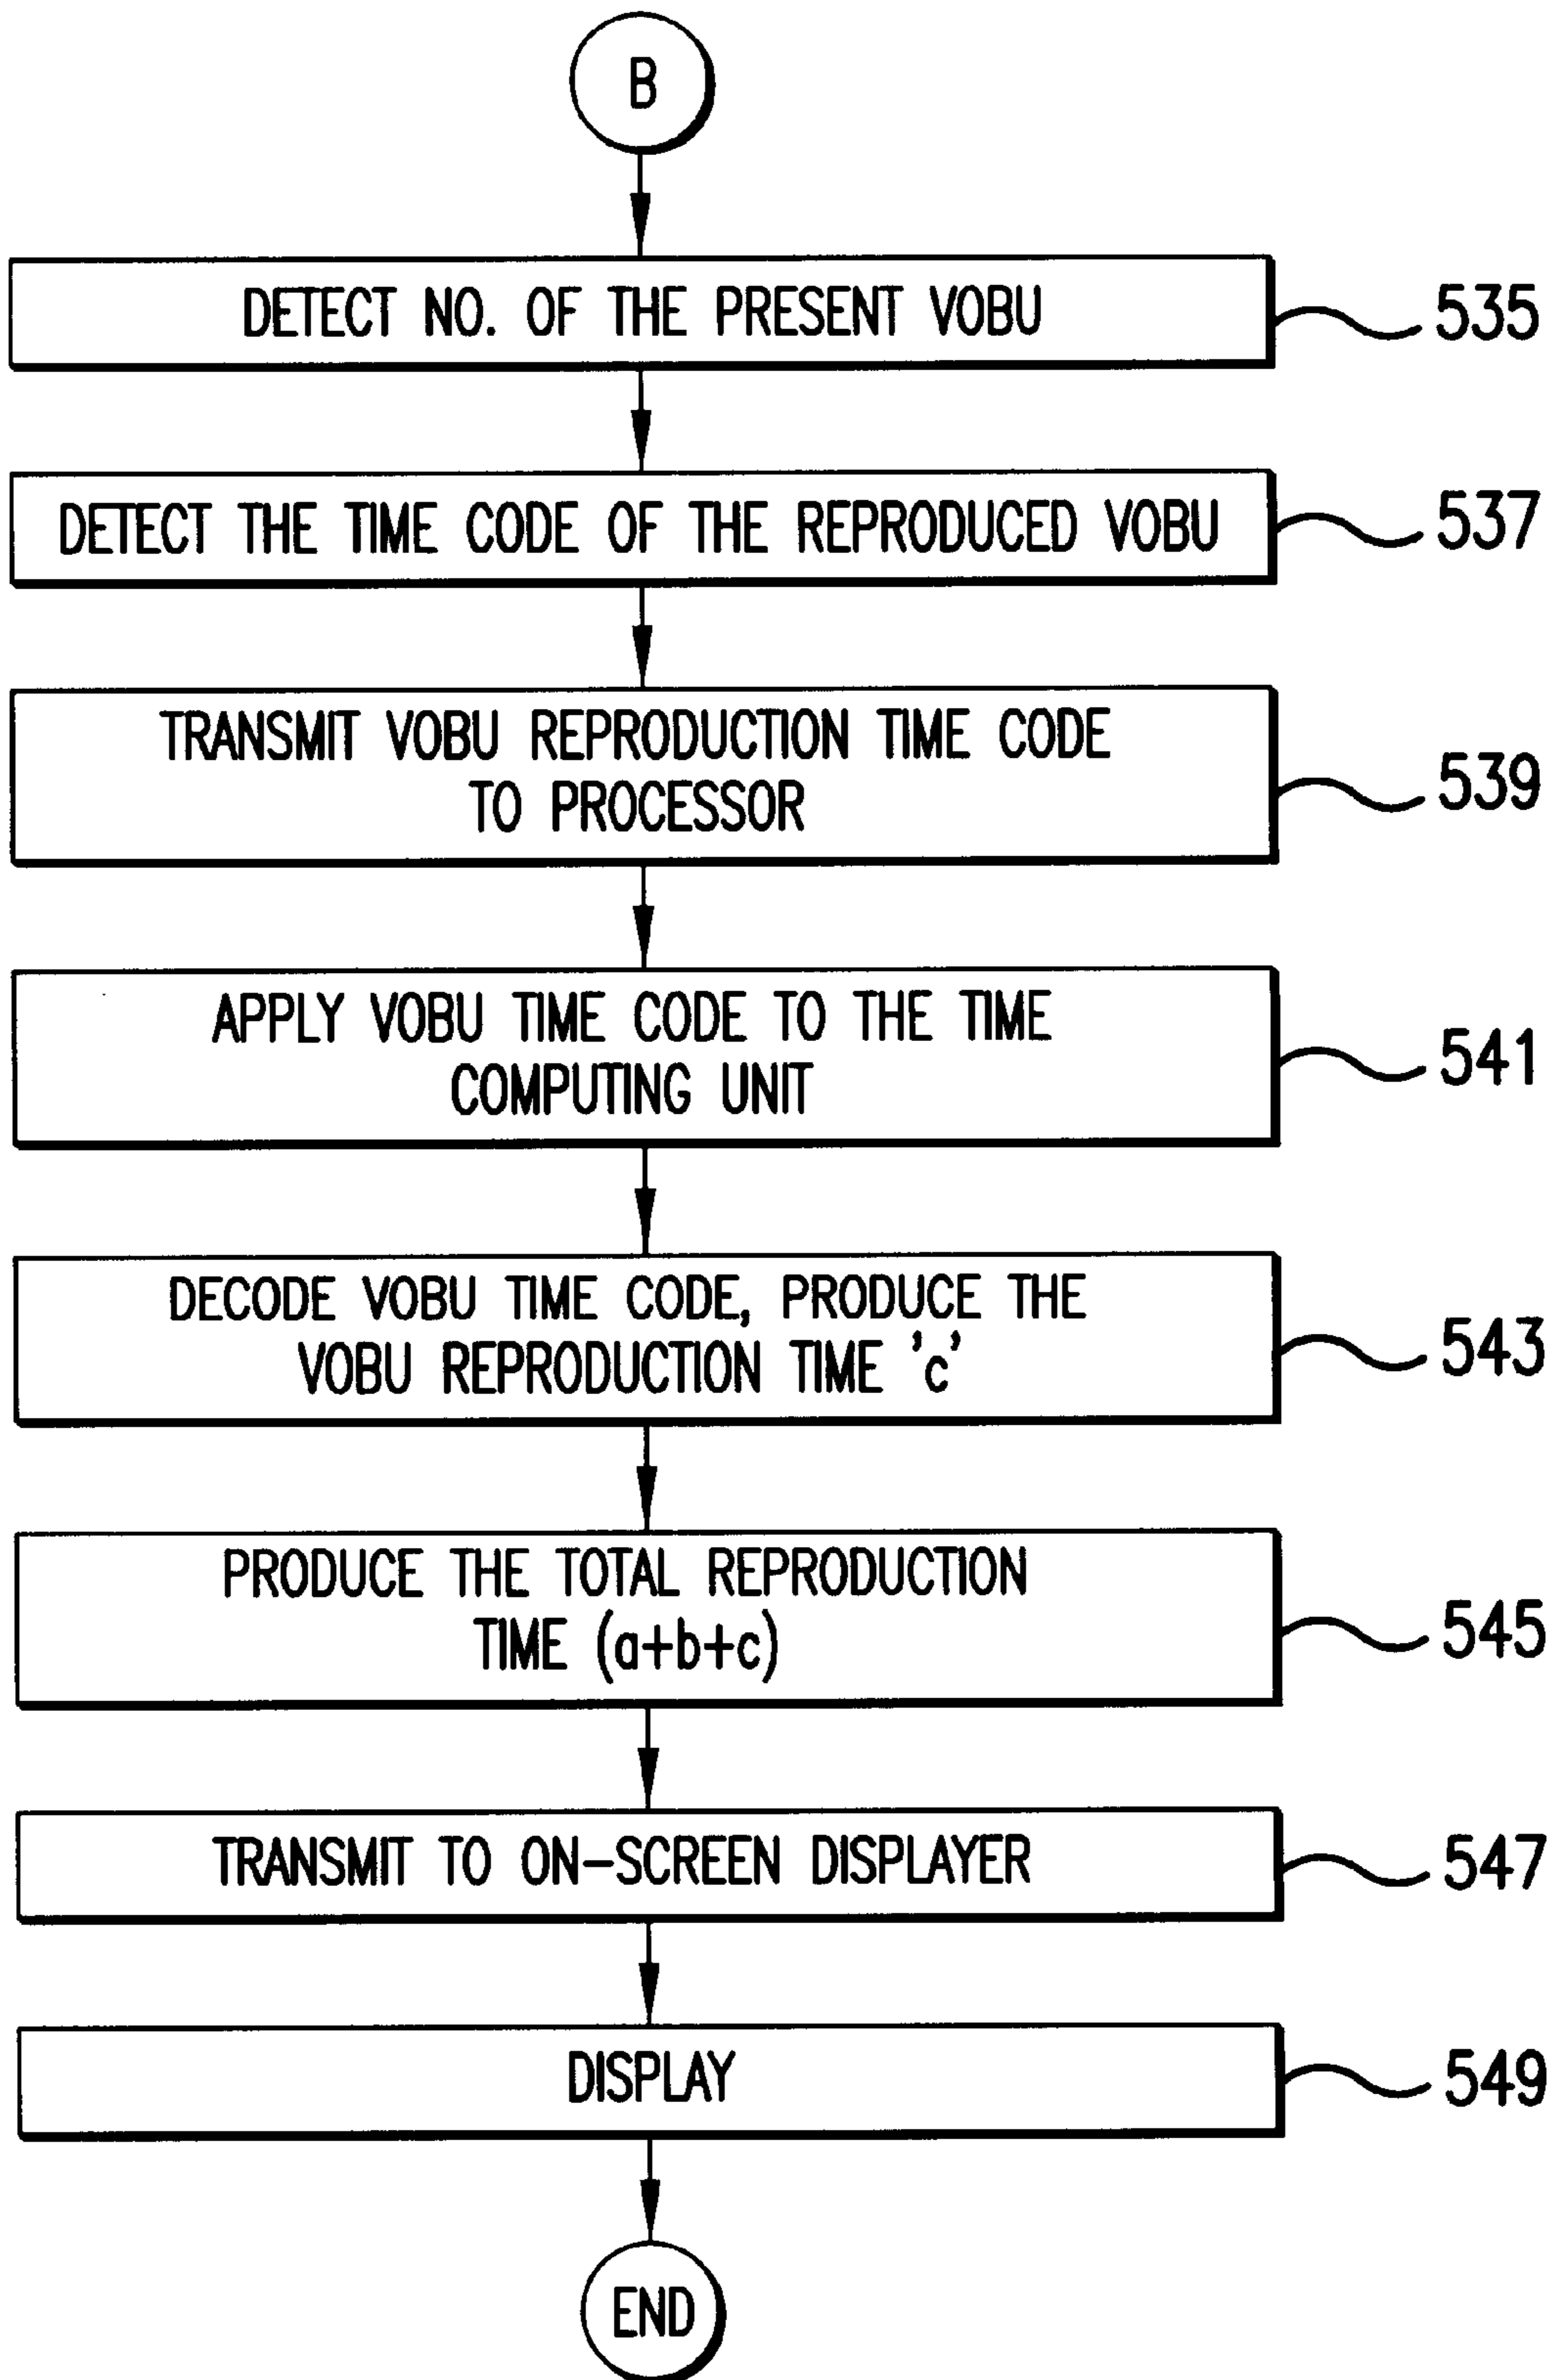 B
DETECT NO. OF THE PRESENT VOBU
535
DETECT THE TIME CODE OF THE REPRODUCED VOBU
537
TRANSMIT VOBU REPRODUCTION TIME CODE
TO PROCESSOR
539
APPLY VOBU TIME CODE TO THE TIME
COMPUTING UNIT
541
DECODE VOBU TIME CODE, PRODUCE THE
VOBU REPRODUCTION TIME 'c'
543
PRODUCE THE TOTAL REPRODUCTION
TIME (a+b+c)
545
TRANSMIT TO ON-SCREEN DISPLAYER
547
DISPLAY
549
END